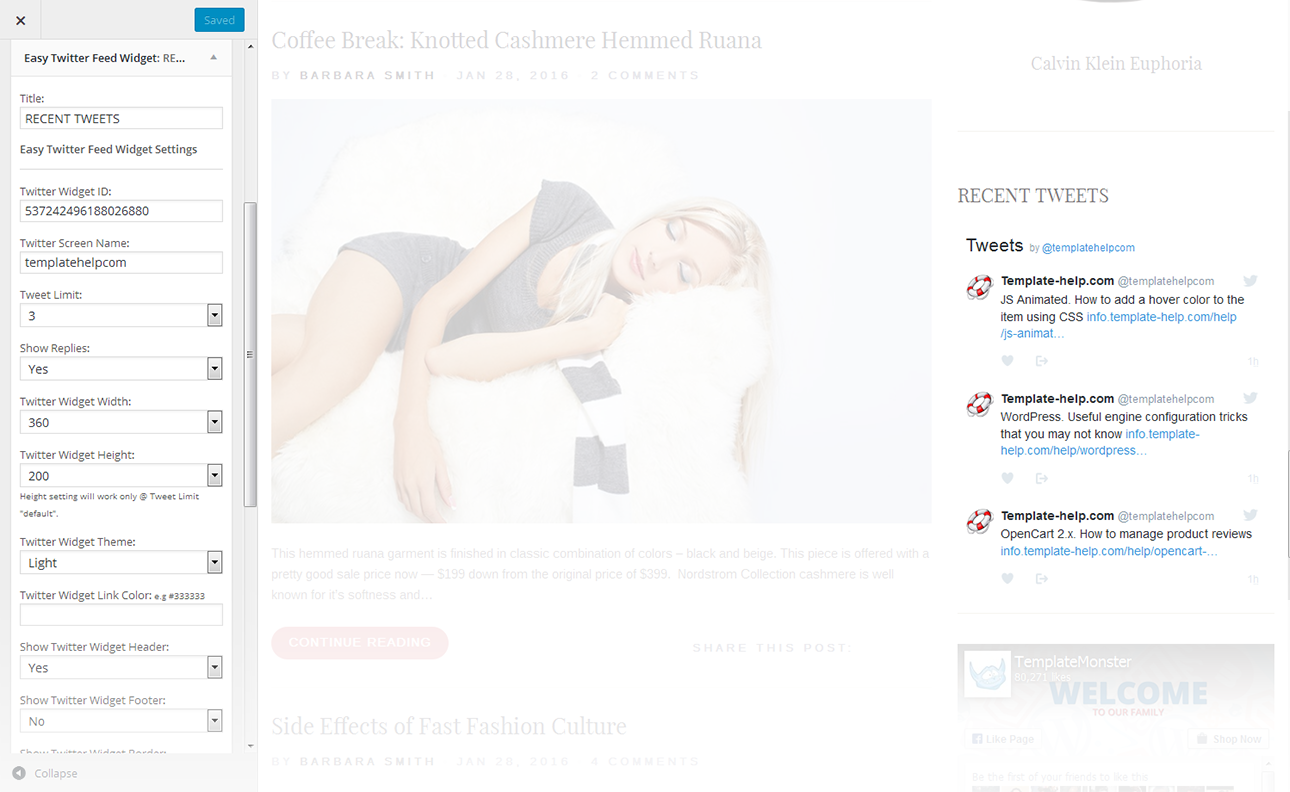 Saved
Easy Twitter Feed Widget: RE...
Title:
RECENT TWEETS
Easy Twitter Feed Widget Settings
Twitter Widget ID:
537242496188026880
Twitter Screen Name:
templatehelpcom
Tweet Limit:
3
Show Replies:
Yes
Twitter Widget Width:
360
Twitter Widget Height:
200
Height setting will work only @ Tweet Limit
"default".
Twitter Widget Theme:
Light
Twitter Widget Link Color: e.g #333333
Show Twitter Widget Header:
Yes
Show Twitter Widget Footer:
No
Show Twitter Widget Border:
Collapse
Coffee Break: Knotted Cashmere Hemmed Ruana
BY BARBARA SMITH · JAN 28, 2016 · 2 COMMENTS
This hemmed ruana garment is finished in classic combination of colors – black and beige. This piece is offered with a
pretty good sale price now — $199 down from the original price of $399. Nordstrom Collection cashmere is well
known for it's softness and…
CONTINUE READING
SHARE THIS POST:
Side Effects of Fast Fashion Culture
BY BARBARA SMITH · JAN 28, 2016 · 4 COMMENTS
Calvin Klein Euphoria
RECENT TWEETS
Tweets by @templatehelpcom
Template-help.com @templatehelpcom
JS Animated. How to add a hover color to the
item using CSS info.template-help.com/help
/js-animat…
1h
Template-help.com @templatehelpcom
WordPress. Useful engine configuration tricks
that you may not know info.template-
help.com/help/wordpress…
1h
Template-help.com @templatehelpcom
OpenCart 2.x. How to manage product reviews
info.template-help.com/help/opencart-…
1h
TemplateMonster
80,271 likes
WELCOME
TO OUR FAMILY
Like Page
Shop Now
Be the first of your friends to like this